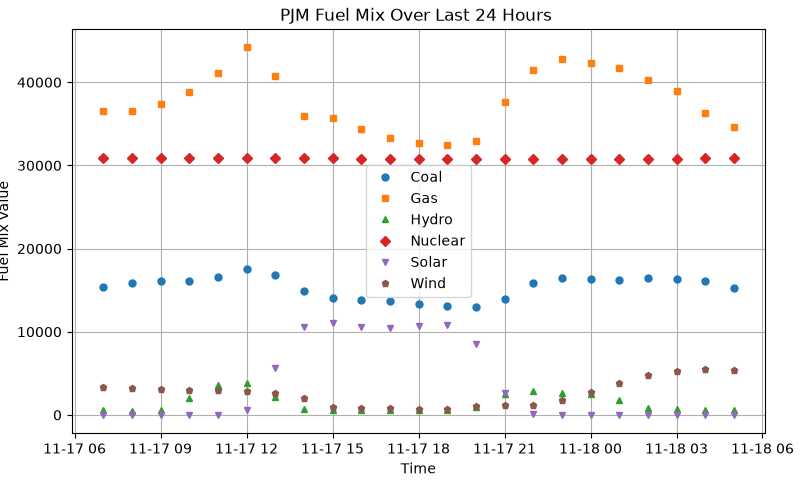 PJM Fuel Mix Over Last 24 Hours
Fuel Mix Value
40000
30000
20000
10000
0
Coal
Gas
Hydro
Nuclear
Solar
Wind
11-17 06 11-17 09 11-17 12 11-17 15 11-17 18 11-17 21 11-18 00 11-18 03 11-18 06
Time